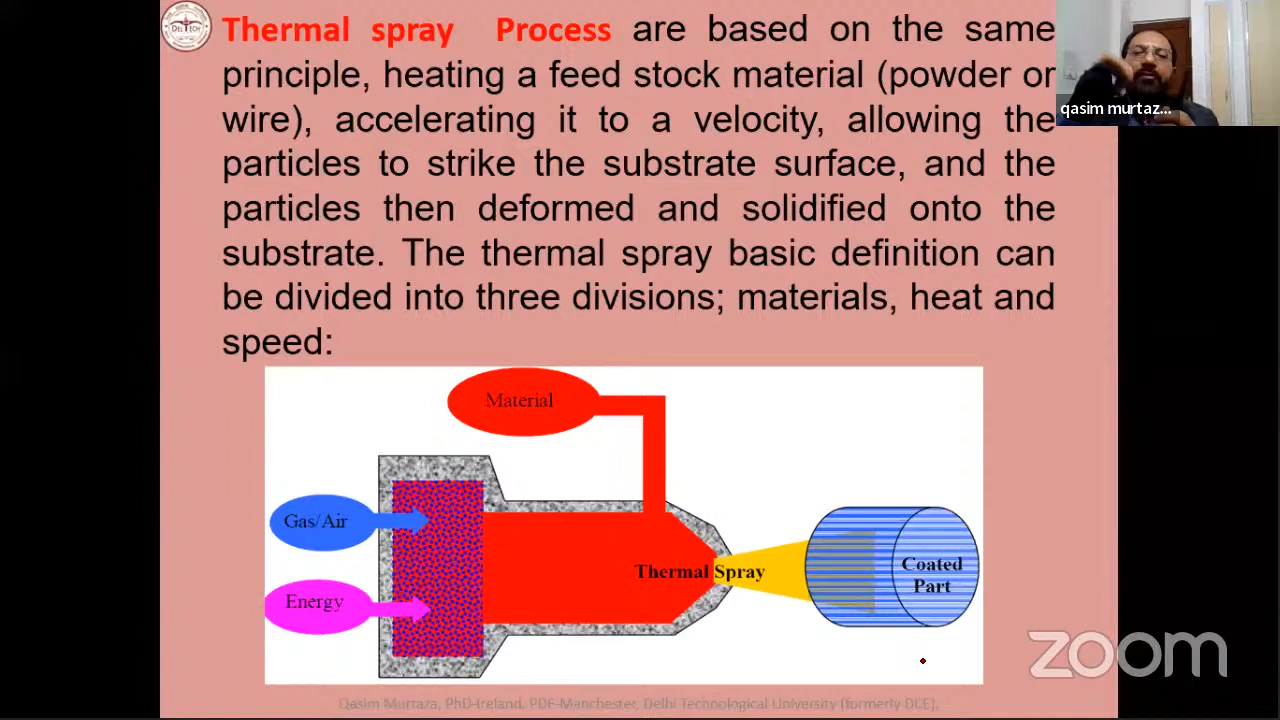 Thermal spray Process are based on the same
principle, heating a feed stock material (powder or
wire), accelerating it to a velocity, allowing the
particles to strike the substrate surface, and the
particles then deformed and solidified onto the
substrate. The thermal spray basic definition can
be divided into three divisions; materials, heat and
speed:
qasim murtaz...
Material
Gas/Air
Energy
Thermal Spray
Coated
Part
zoom
Qasim Murtaza, PhD-Ireland, PDF-Manchester, Delhi Technological University (formerly DCE),